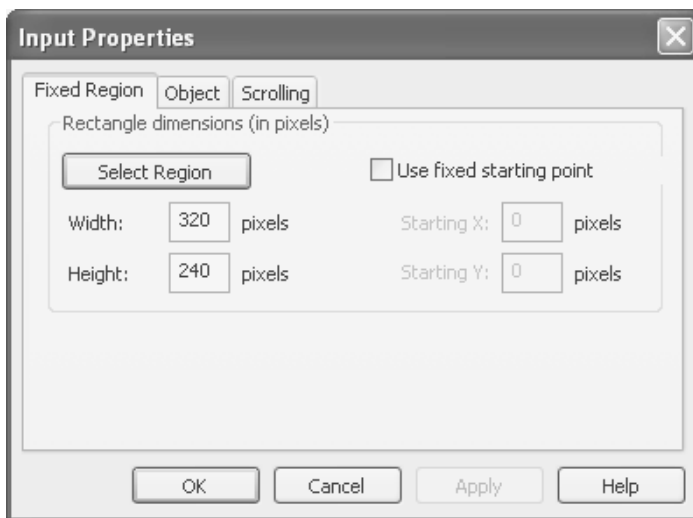 Input Properties
Fixed Region Object Scrolling
Rectangle dimensions (in pixels)
Select Region Use fixed starting point
Width: 320 pixels Starting X: 0 pixels
Height: 240 pixels Starting Y: 0 pixels
OK Cancel Apply Help